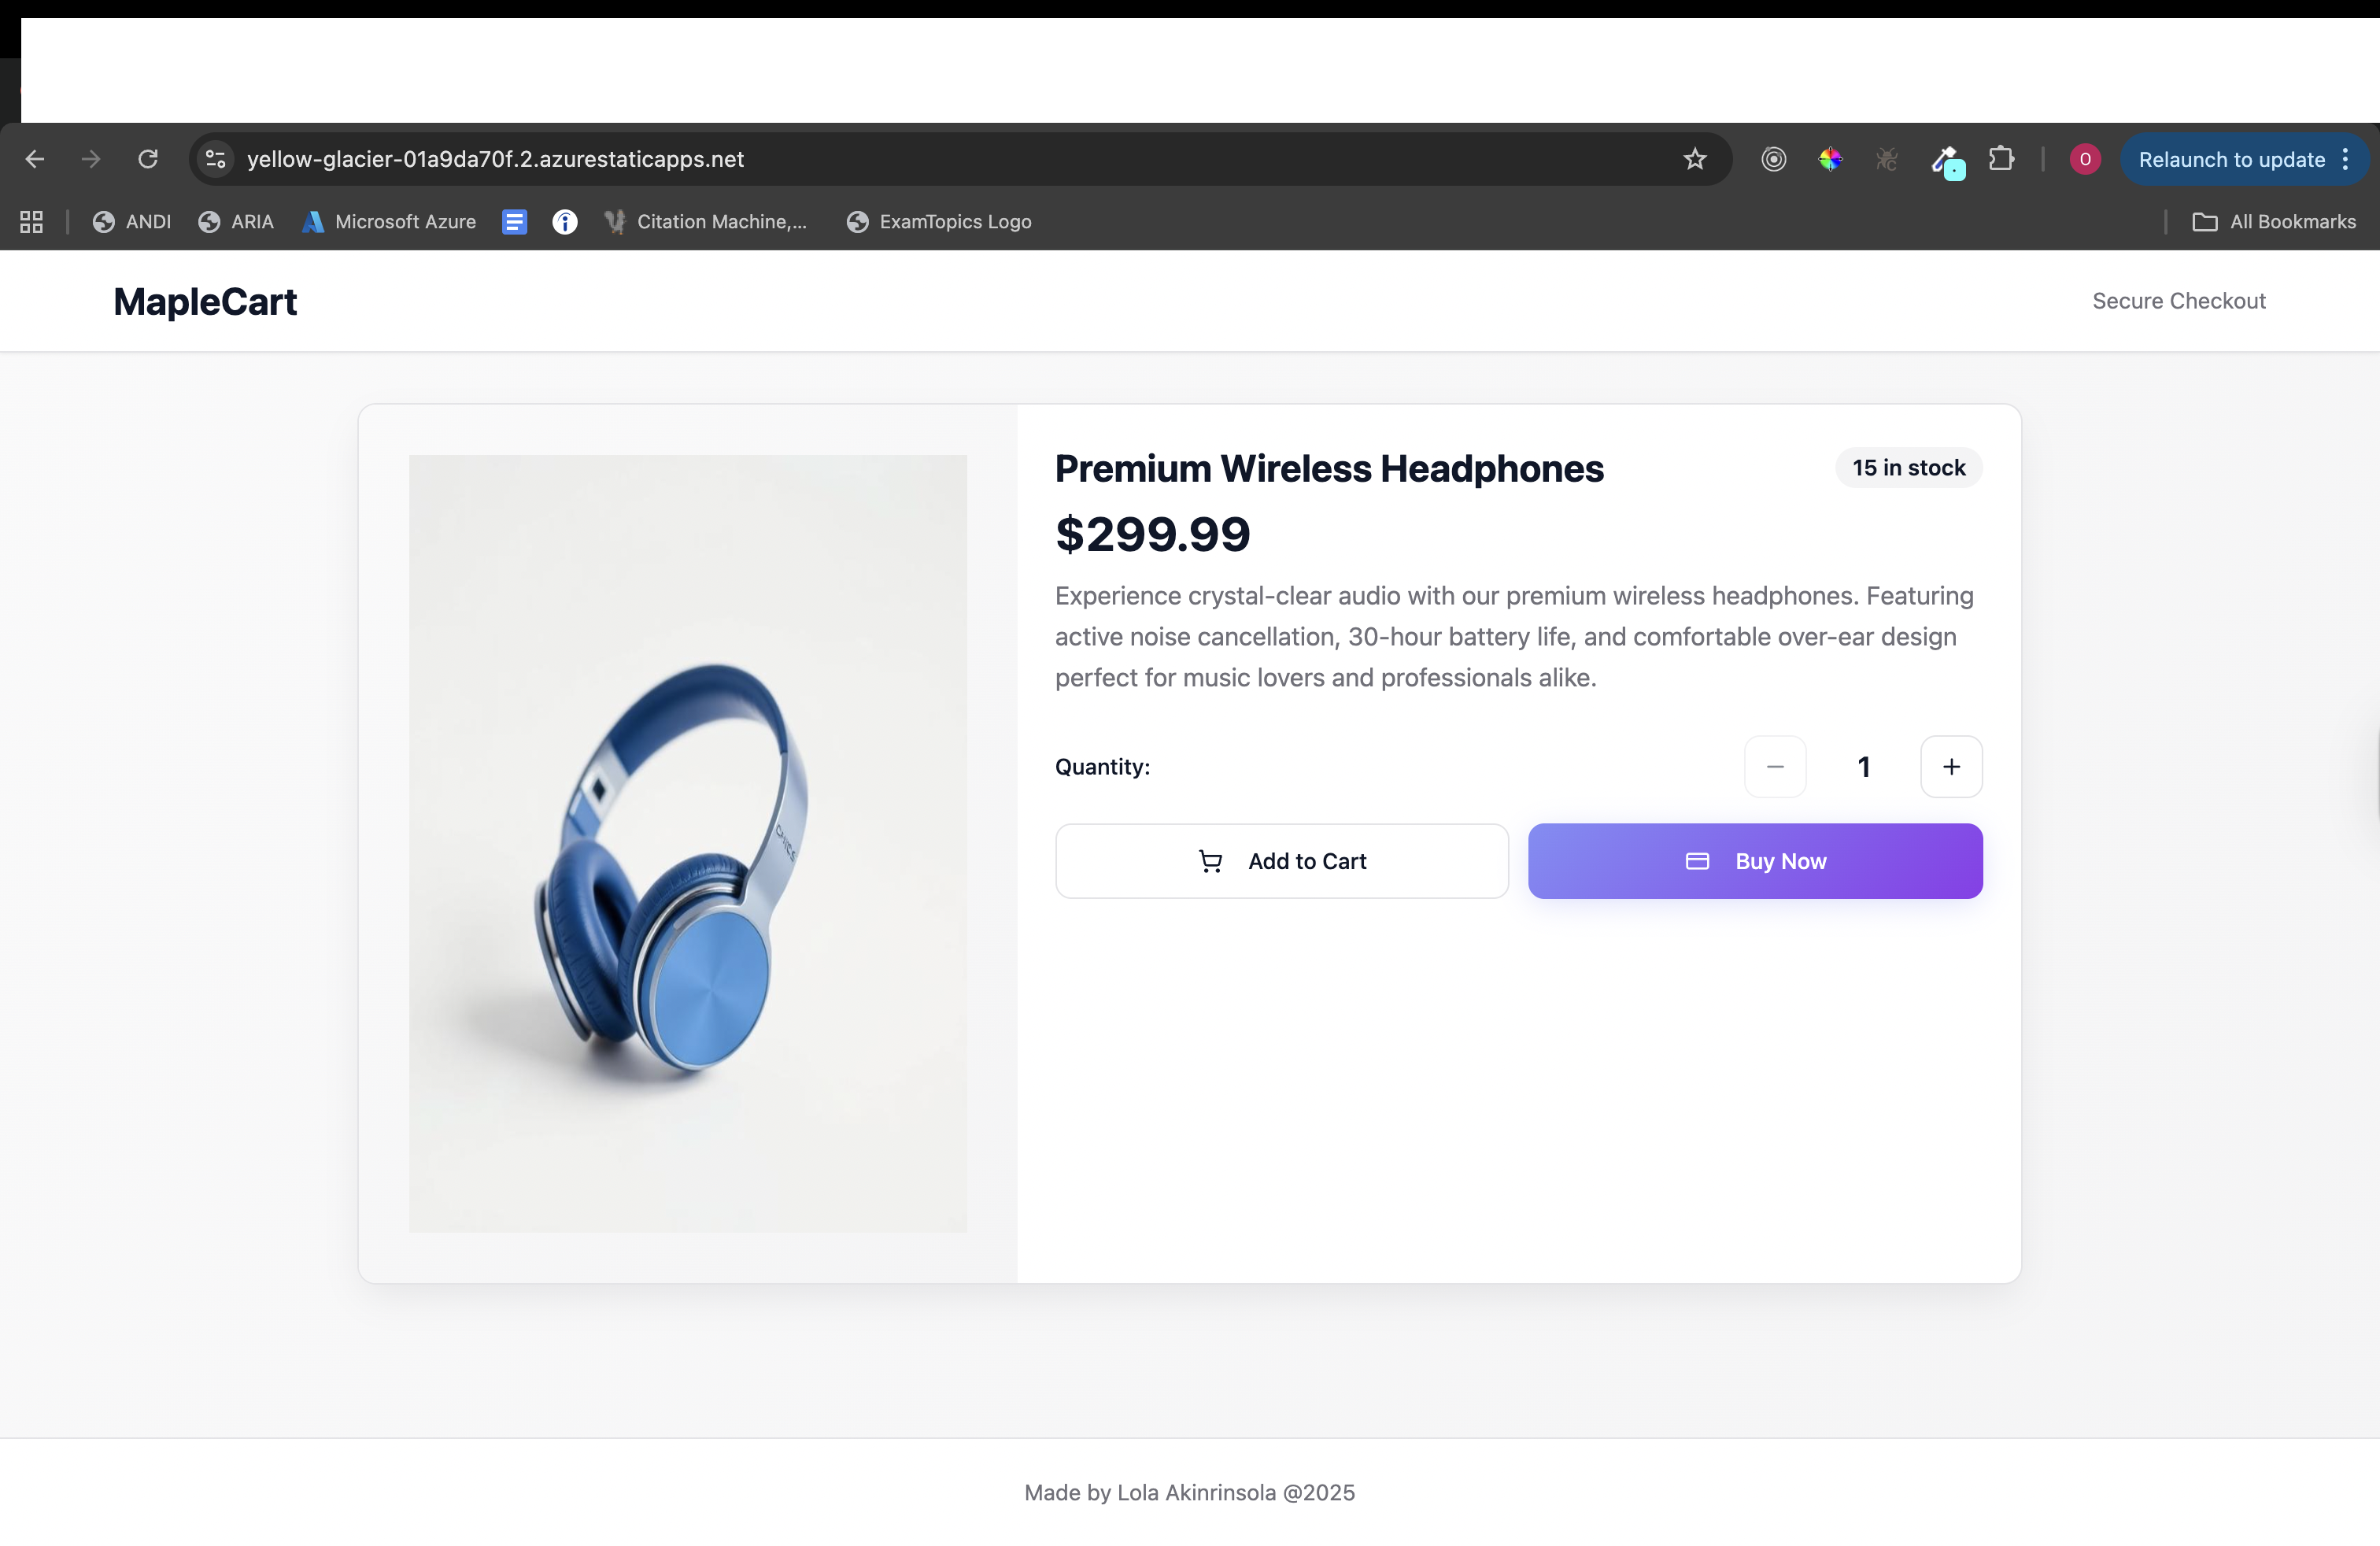 yellow-glacier-01a9da70f.2.azurestaticapps.net
O
Relaunch to update
ANDI
ARIA
Microsoft Azure
Citation Machine,...
ExamTopics Logo
All Bookmarks
MapleCart
Secure Checkout
Premium Wireless Headphones
15 in stock
$299.99
Experience crystal-clear audio with our premium wireless headphones. Featuring
active noise cancellation, 30-hour battery life, and comfortable over-ear design
perfect for music lovers and professionals alike.
Quantity:
1
Add to Cart
Buy Now
Made by Lola Akinrinsola @2025